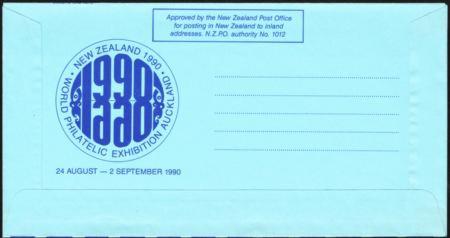 Approved by the New Zealand Post Office
for posting in New Zealand to inland
addresses. N.Z.P.O. authority No. 1012
NEW ZEALAND 1990
· WORLD PHILATELIC EXHIBITION AUCKLAND ·
1990
24 AUGUST — 2 SEPTEMBER 1990